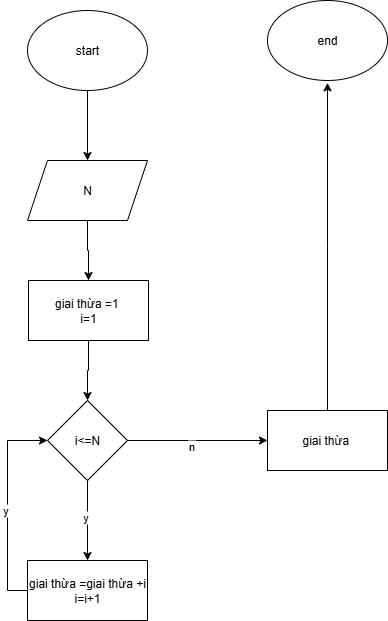 start
end
N
giai thừa =1
i=1
i<=N
n
giai thừa
y
y
giai thừa =giai thừa +i
i=i+1